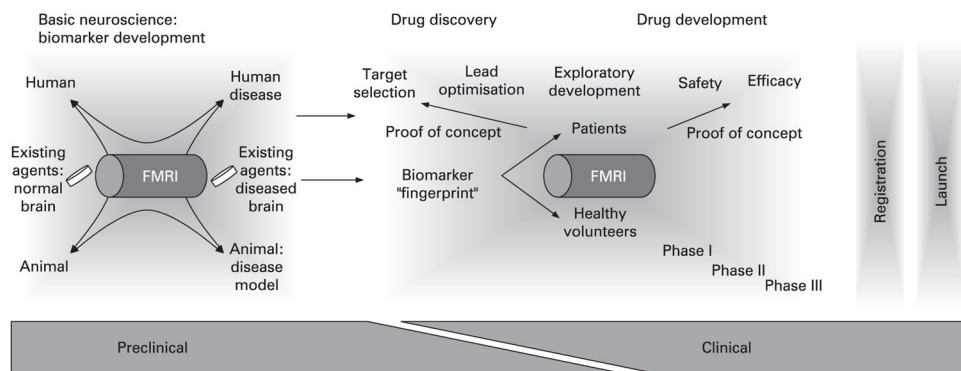 Basic neuroscience:
biomarker development
Drug discovery
Drug development
Human
Human
disease
Existing
agents:
normal
brain
FMRI
Existing
agents:
diseased
brain
Animal
Animal:
disease
model
Target
selection
Lead
optimisation
Exploratory
development
Safety
Efficacy
Proof of concept
Patients
Proof of concept
Biomarker
"fingerprint"
FMRI
Healthy
volunteers
Phase I
Phase II
Phase III
Registration
Launch
Preclinical
Clinical